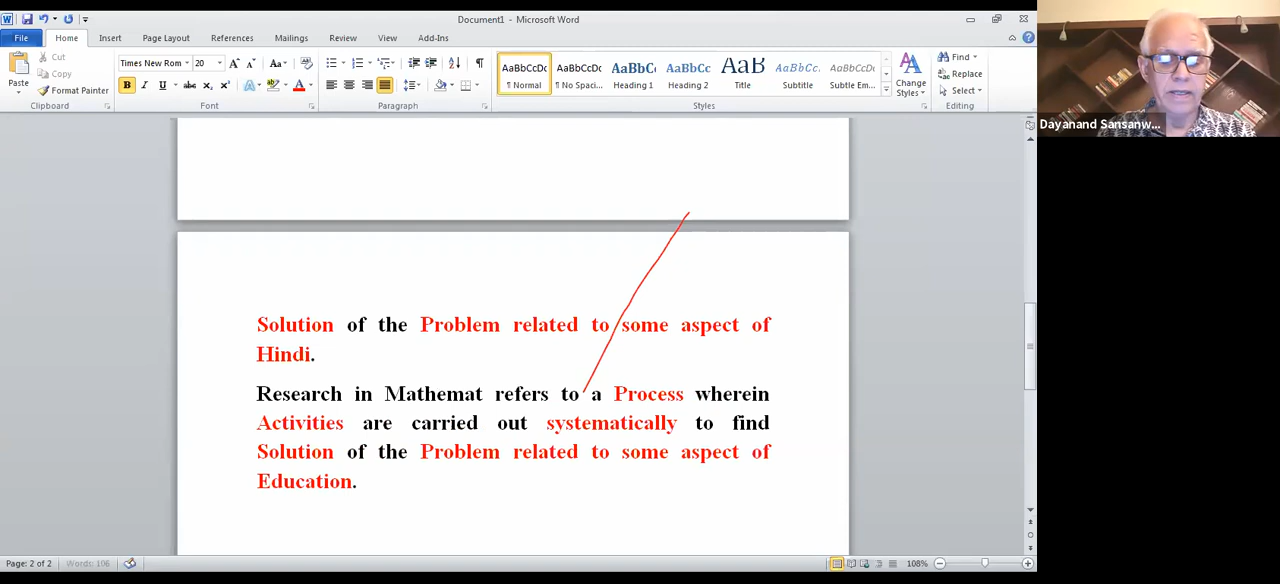 Document1 - Microsoft Word
File Home Insert Page Layout References Mailings Review View Add-Ins
Paste Cut Copy Format Painter
Times New Rom 20
AaBbCcDc AaBbCcDc AaBbC AaBbCc AaB AaBbCc. AaBbCcDc
¶ Normal ¶ No Spaci... Heading 1 Heading 2 Title Subtitle Subtle Em...
Change Styles
Find Replace Select
Clipboard Font Paragraph Styles Editing
Dayanand Sansanw...
Solution of the Problem related to some aspect of
Hindi.
Research in Mathemat refers to a Process wherein
Activities are carried out systematically to find
Solution of the Problem related to some aspect of
Education.
Page: 2 of 2 Words: 106 108%